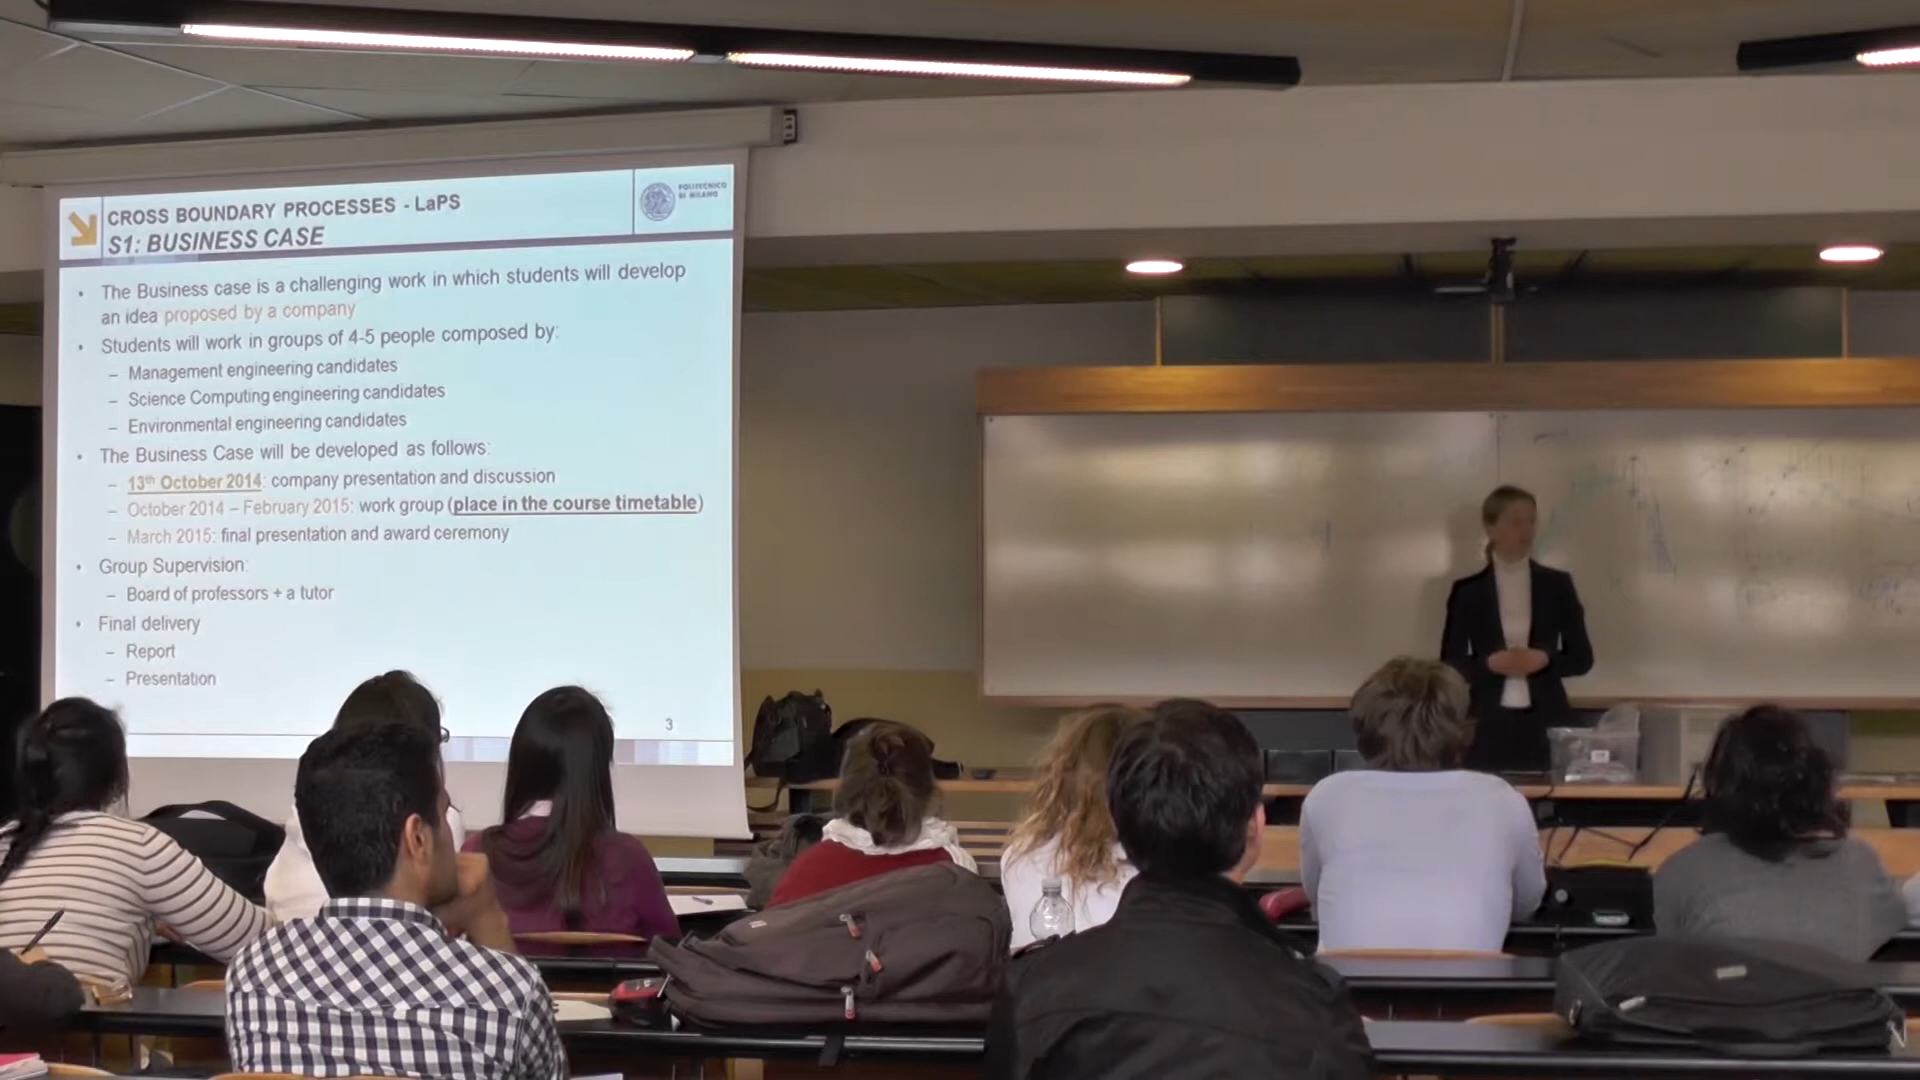 CROSS BOUNDARY PROCESSES - LaPS
S1: BUSINESS CASE
POLITECNICO
DI MILANO
• The Business case is a challenging work in which students will develop
an idea proposed by a company
• Students will work in groups of 4-5 people composed by:
– Management engineering candidates
– Science Computing engineering candidates
– Environmental engineering candidates
• The Business Case will be developed as follows:
– 13th October 2014: company presentation and discussion
– October 2014 – February 2015: work group (place in the course timetable)
– March 2015: final presentation and award ceremony
• Group Supervision:
– Board of professors + a tutor
• Final delivery
– Report
– Presentation
3